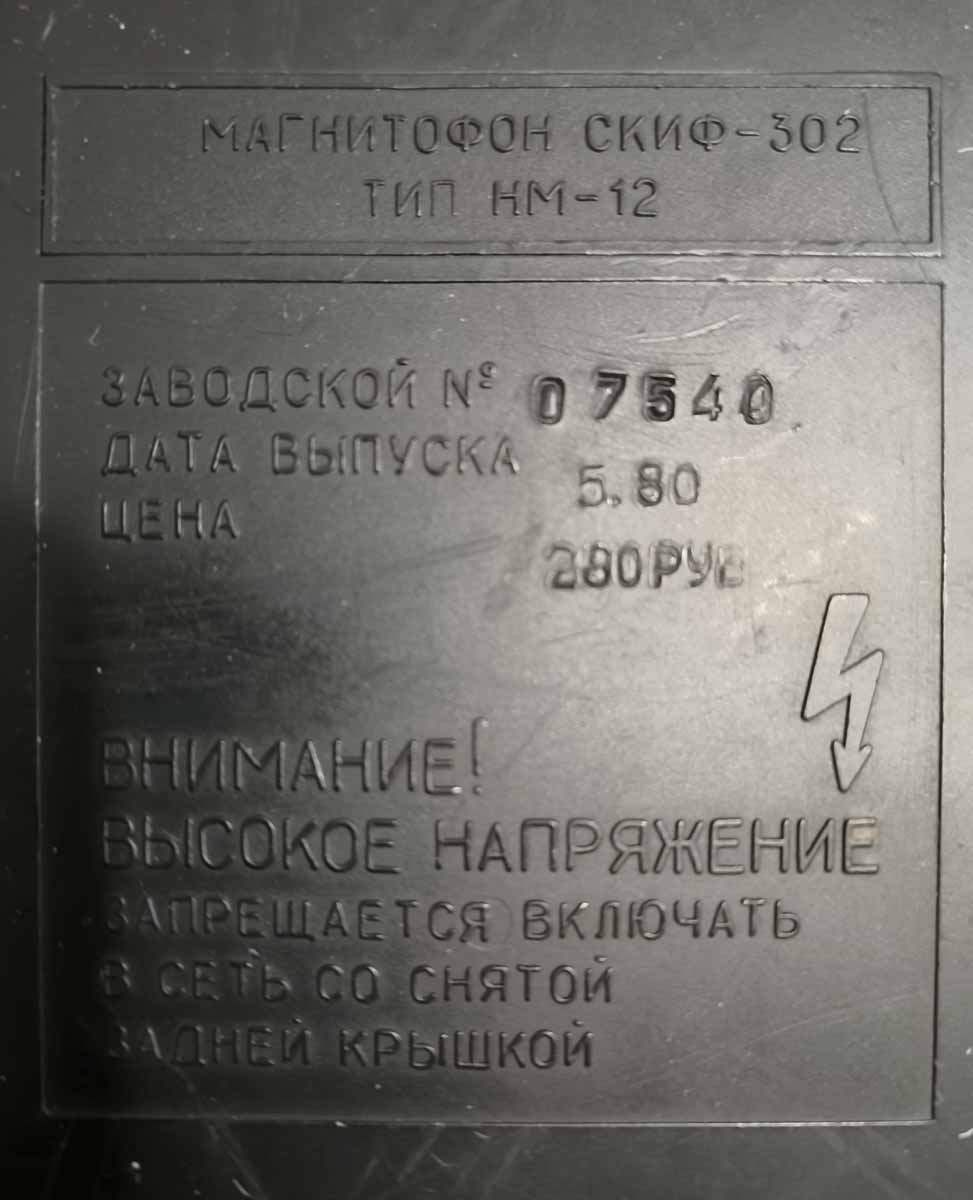 МАГНИТОФОН СКИФ-302
ТИП НМ-12
ЗАВОДСКОЙ № 07540
ДАТА ВЫПУСКА 5.80
ЦЕНА 280РУБ
ВНИМАНИЕ!
ВЫСОКОЕ НАПРЯЖЕНИЕ
ЗАПРЕЩАЕТСЯ ВКЛЮЧАТЬ
В СЕТЬ СО СНЯТОЙ
ЗАДНЕЙ КРЫШКОЙ